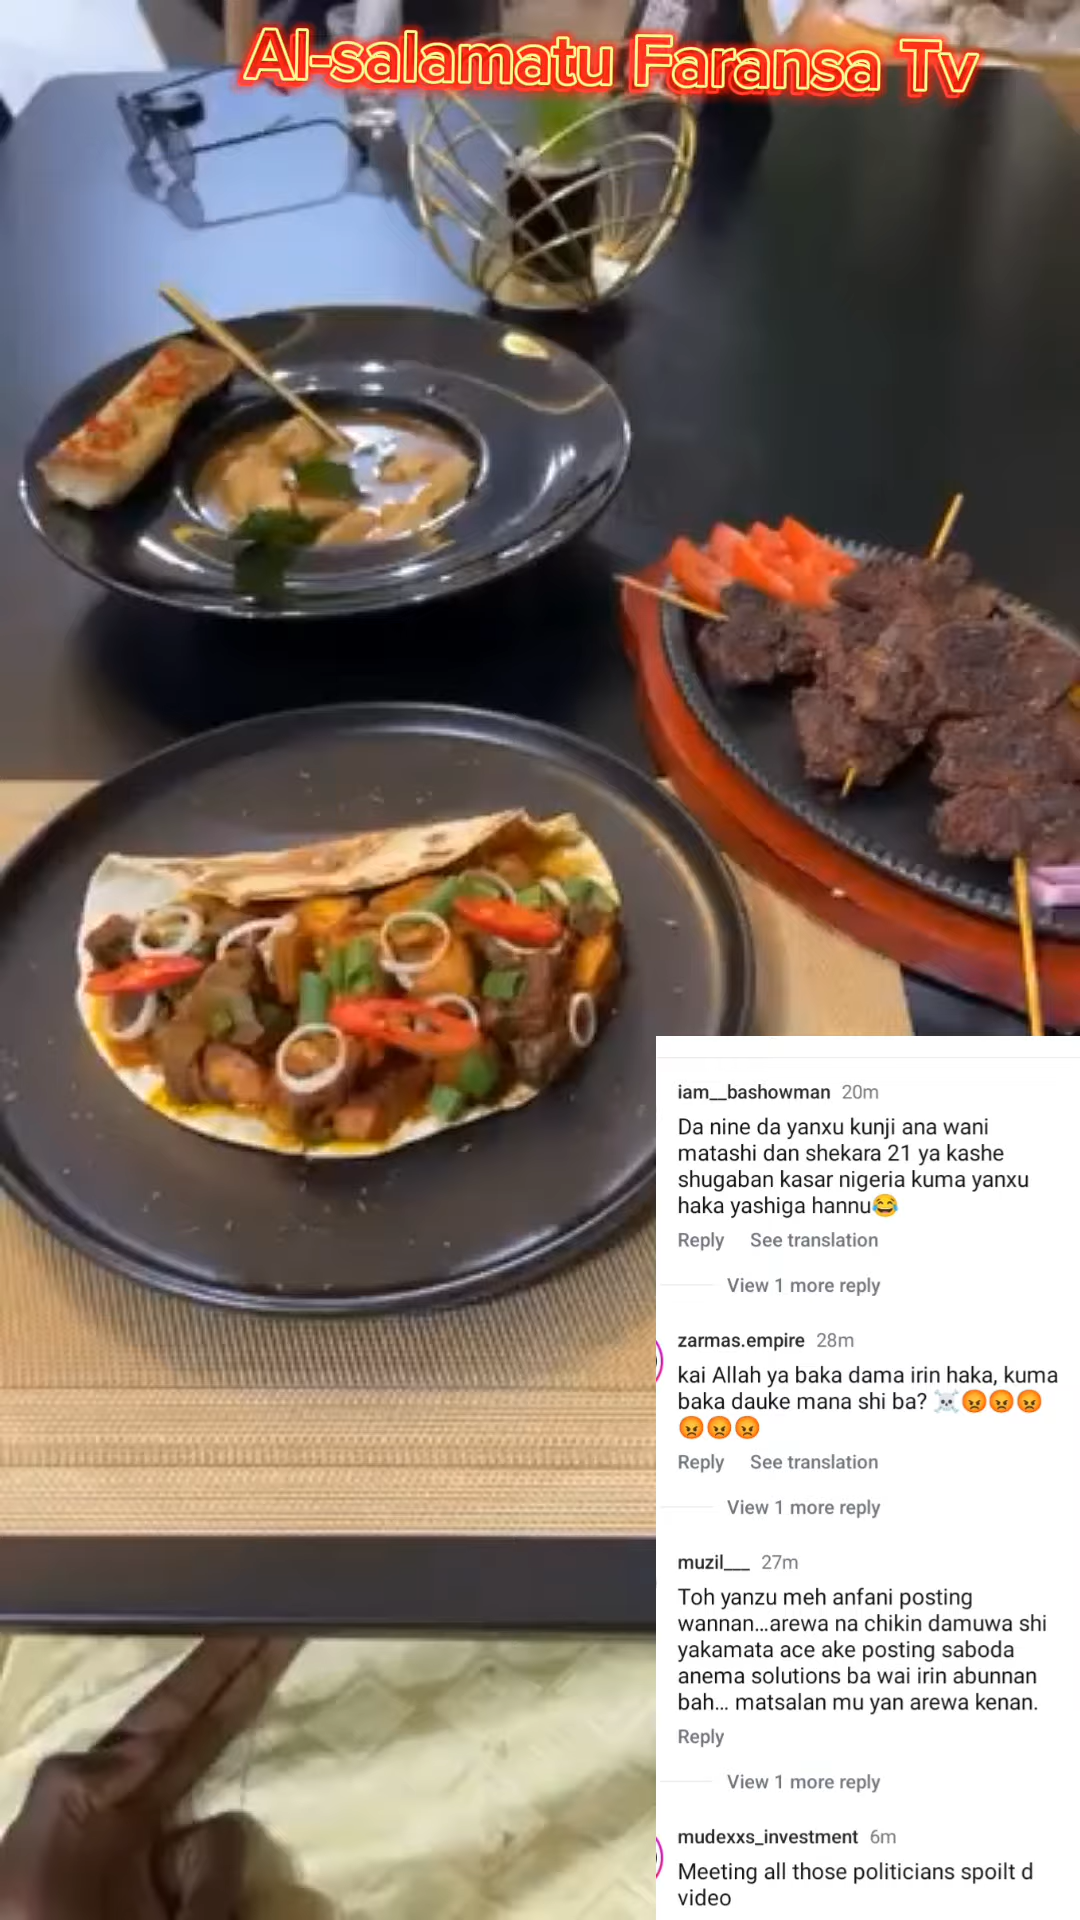 Al-salamatu Faransa Tv
iam__bashowman 20m
Da nine da yanxu kunji ana wani
matashi dan shekara 21 ya kashe
shugaban kasar nigeria kuma yanxu
haka yashiga hannu😂
Reply See translation
View 1 more reply
zarmas.empire 28m
kai Allah ya baka dama irin haka, kuma
baka dauke mana shi ba? ☠️😡😡😡
😡😡😡
Reply See translation
View 1 more reply
muzil___ 27m
Toh yanzu meh anfani posting
wannan...arewa na chikin damuwa shi
yakamata ace ake posting saboda
anema solutions ba wai irin abunnan
bah... matsalan mu yan arewa kenan.
Reply
View 1 more reply
mudexxs_investment 6m
Meeting all those politicians spoilt d
video